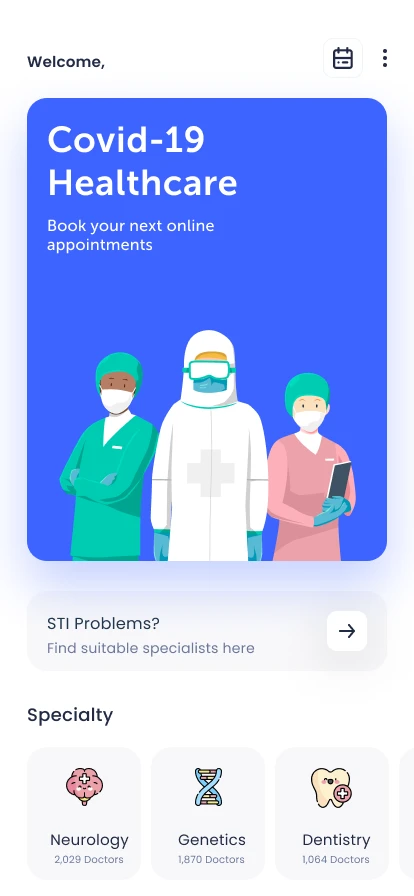 Welcome,
Covid-19
Healthcare
Book your next online
appointments
STI Problems?
Find suitable specialists here
Specialty
Neurology
2,029 Doctors
Genetics
1,870 Doctors
Dentistry
1,064 Doctors